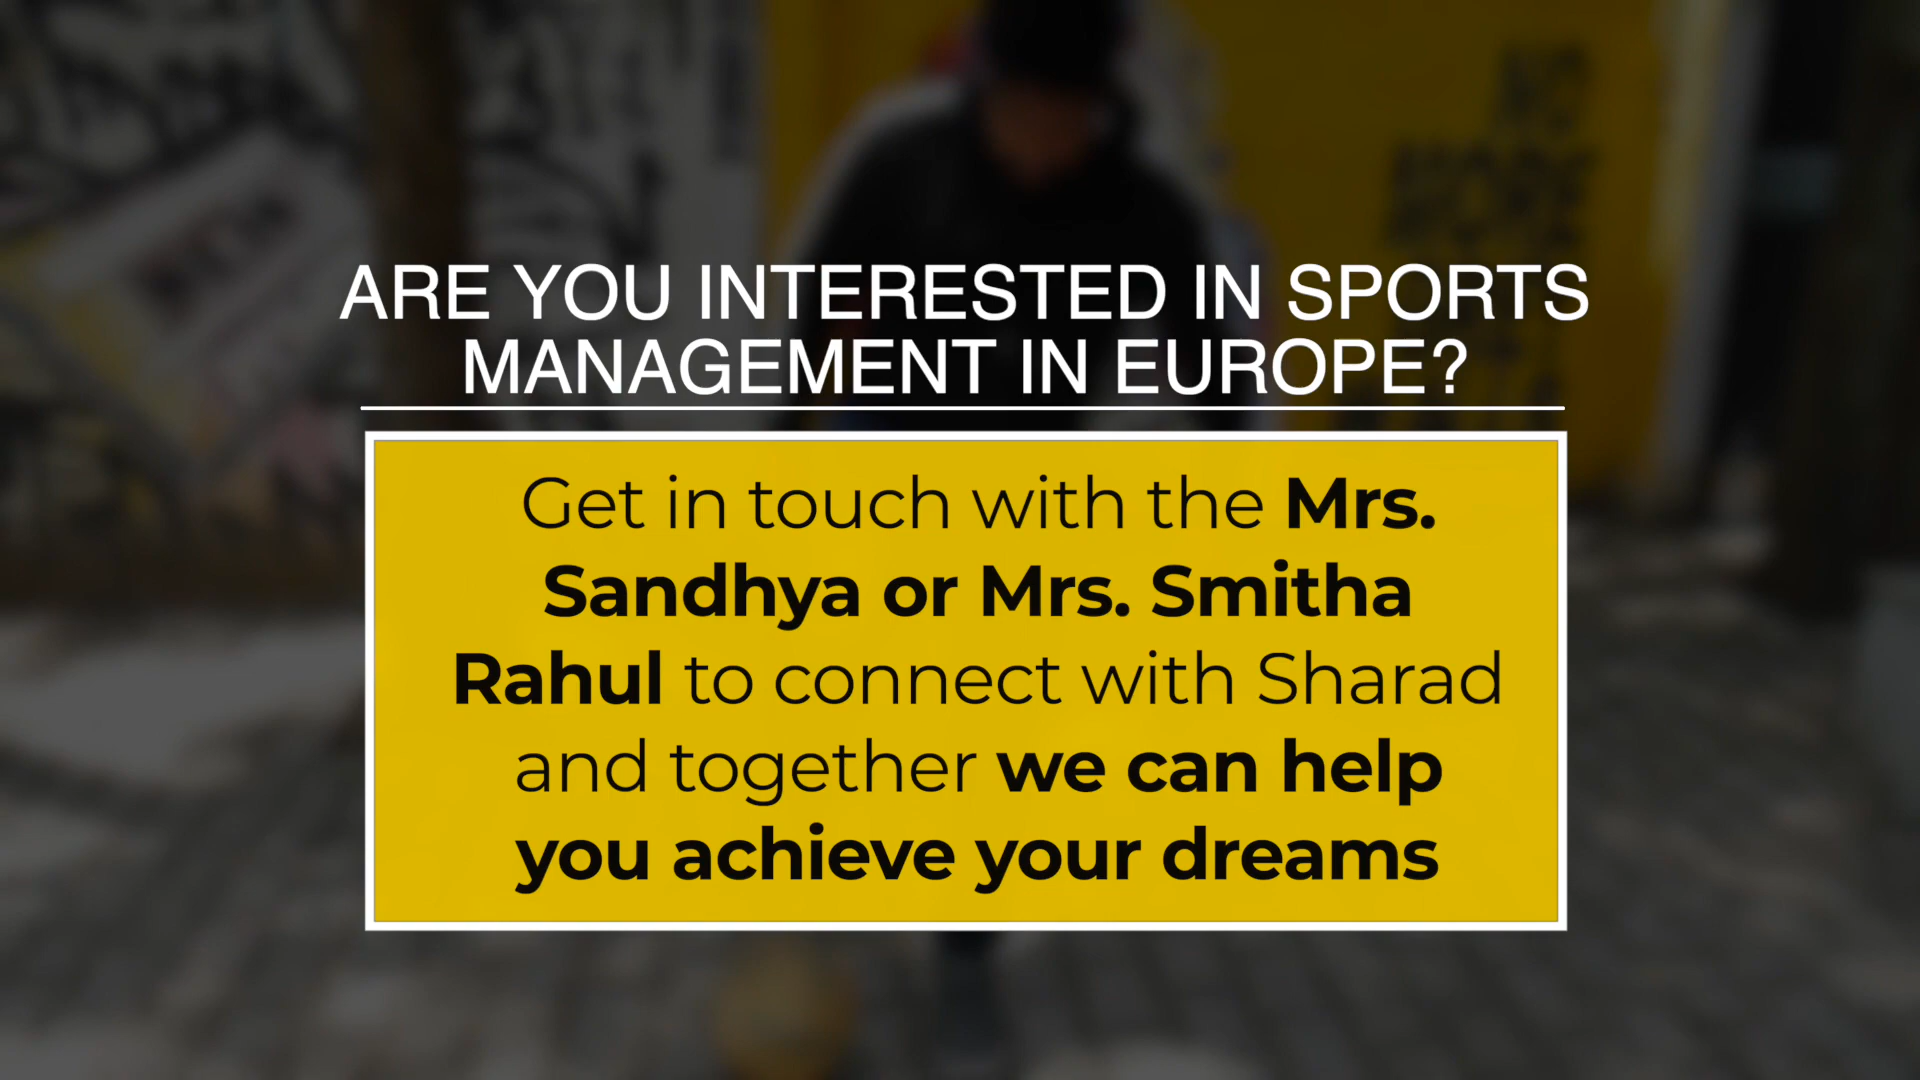 ARE YOU INTERESTED IN SPORTS
MANAGEMENT IN EUROPE?
Get in touch with the Mrs.
Sandhya or Mrs. Smitha
Rahul to connect with Sharad
and together we can help
you achieve your dreams